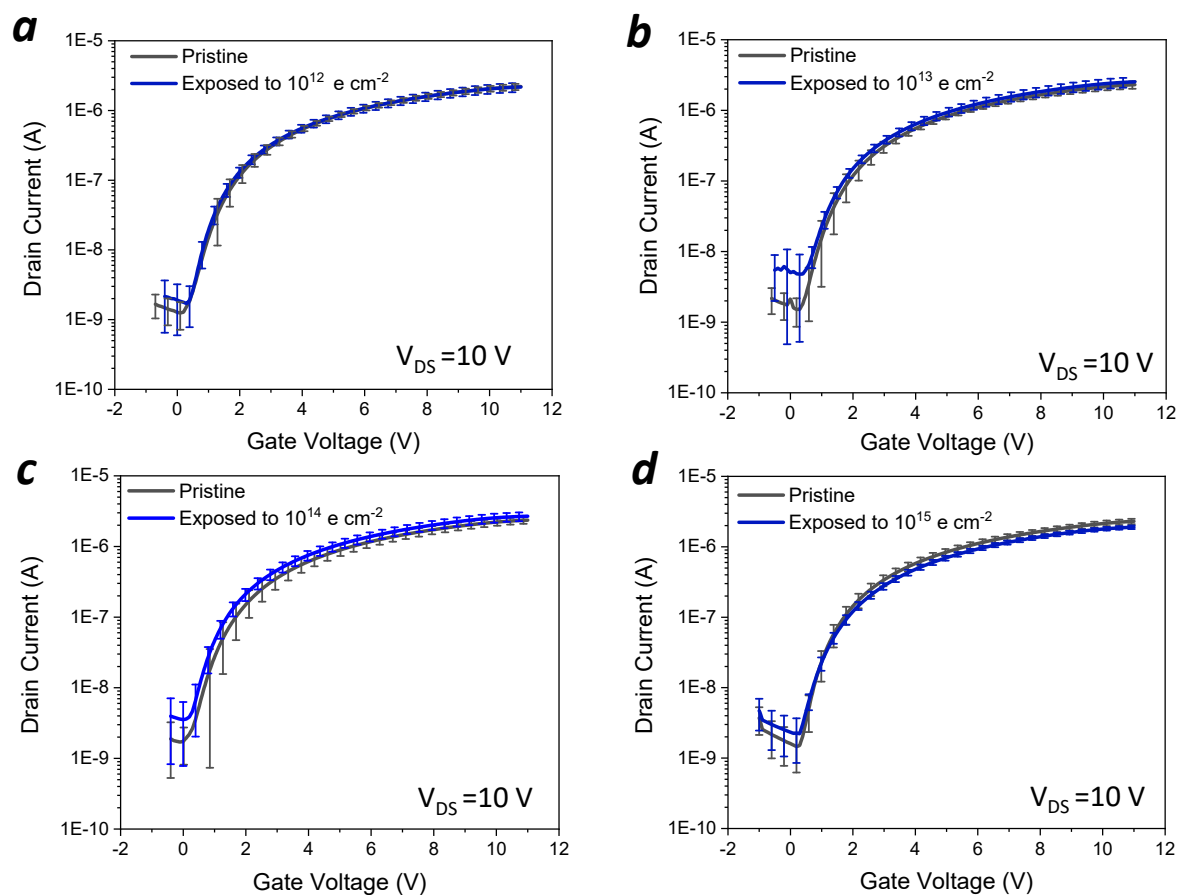 a
Pristine
Exposed to 10¹² e cm⁻²
1E-5
1E-6
1E-7
1E-8
1E-9
1E-10
Drain Current (A)
V_DS =10 V
-2 0 2 4 6 8 10 12
Gate Voltage (V)
b
Pristine
Exposed to 10¹³ e cm⁻²
1E-5
1E-6
1E-7
1E-8
1E-9
1E-10
Drain Current (A)
V_DS =10 V
-2 0 2 4 6 8 10 12
Gate Voltage (V)
c
Pristine
Exposed to 10¹⁴ e cm⁻²
1E-5
1E-6
1E-7
1E-8
1E-9
1E-10
Drain Current (A)
V_DS =10 V
-2 0 2 4 6 8 10 12
Gate Voltage (V)
d
Pristine
Exposed to 10¹⁵ e cm⁻²
1E-5
1E-6
1E-7
1E-8
1E-9
1E-10
Drain Current (A)
V_DS =10 V
-2 0 2 4 6 8 10 12
Gate Voltage (V)